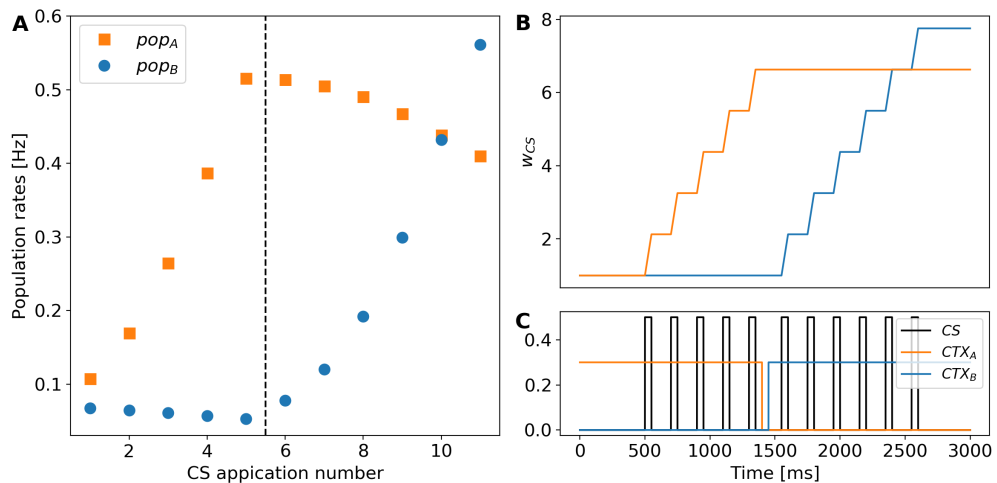 A
0.6
0.5
0.4
0.3
0.2
0.1
Population rates [Hz]
pop_A
pop_B
2
4
6
8
10
CS appication number
B
8
6
4
2
w_CS
C
0.4
0.2
0.0
CS
CTX_A
CTX_B
0
500
1000
1500
2000
2500
3000
Time [ms]